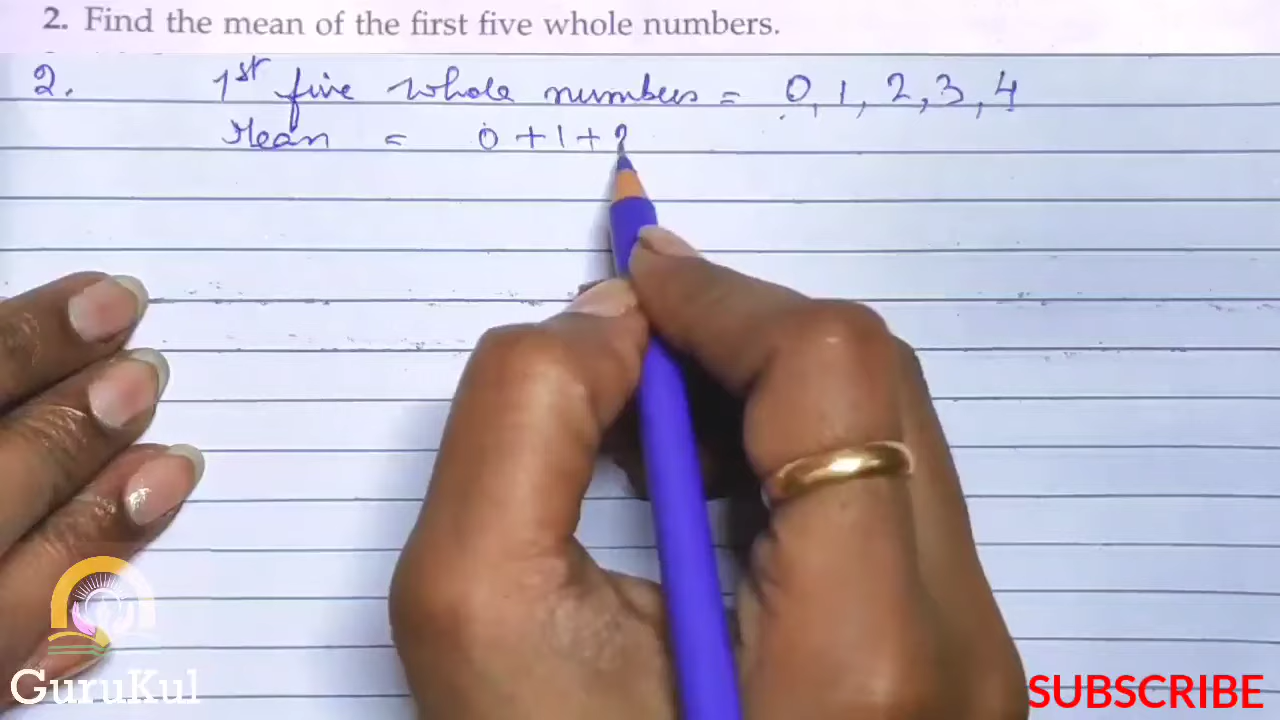 2. Find the mean of the first five whole numbers.
2. 1st five whole numbers = 0, 1, 2, 3, 4
Mean = 0 + 1 + 2
GuruKul
SUBSCRIBE